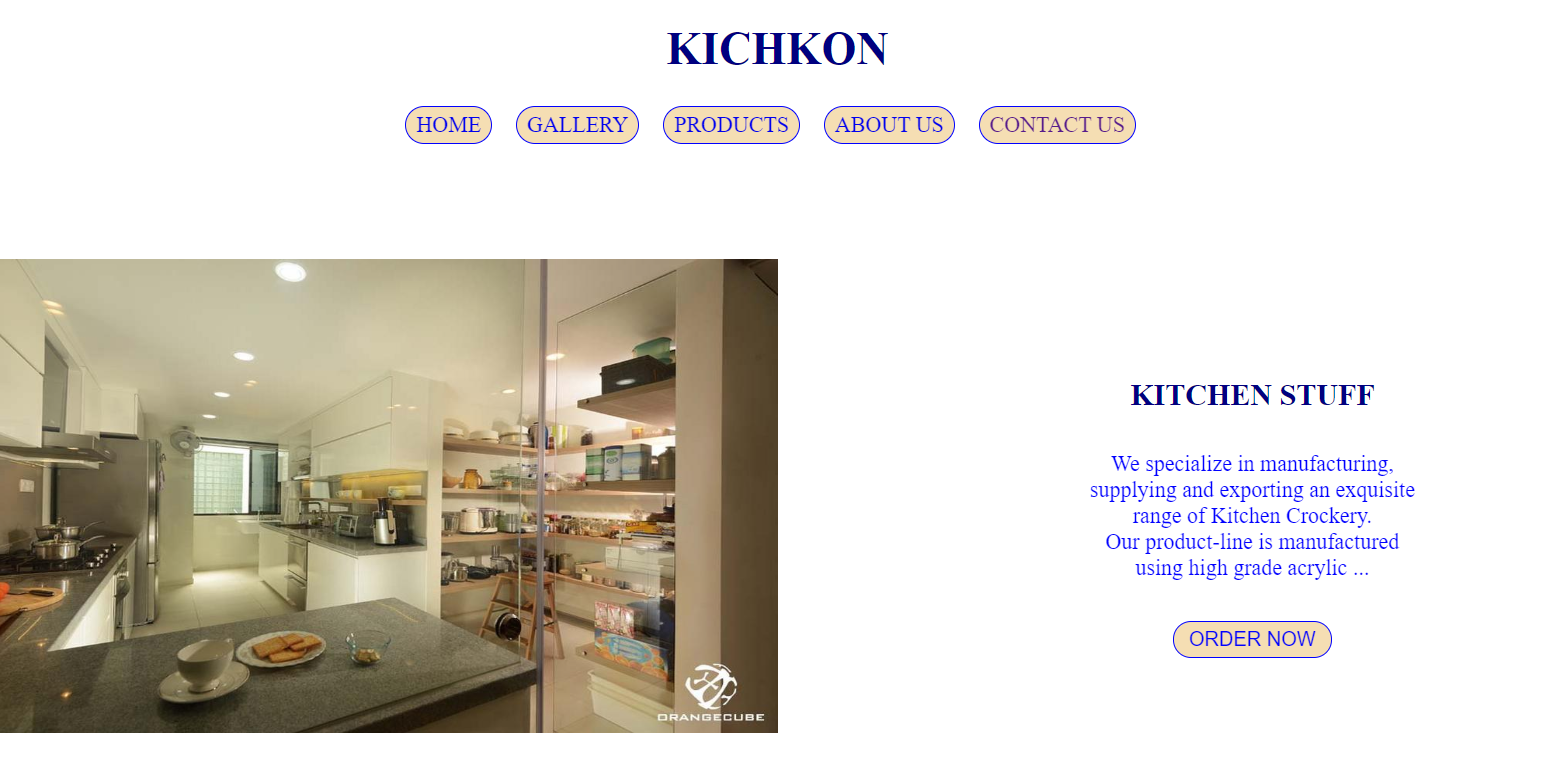 KICHKON
HOME GALLERY PRODUCTS ABOUT US CONTACT US
KITCHEN STUFF
We specialize in manufacturing,
supplying and exporting an exquisite
range of Kitchen Crockery.
Our product-line is manufactured
using high grade acrylic ...
ORDER NOW
ORANGECUBE